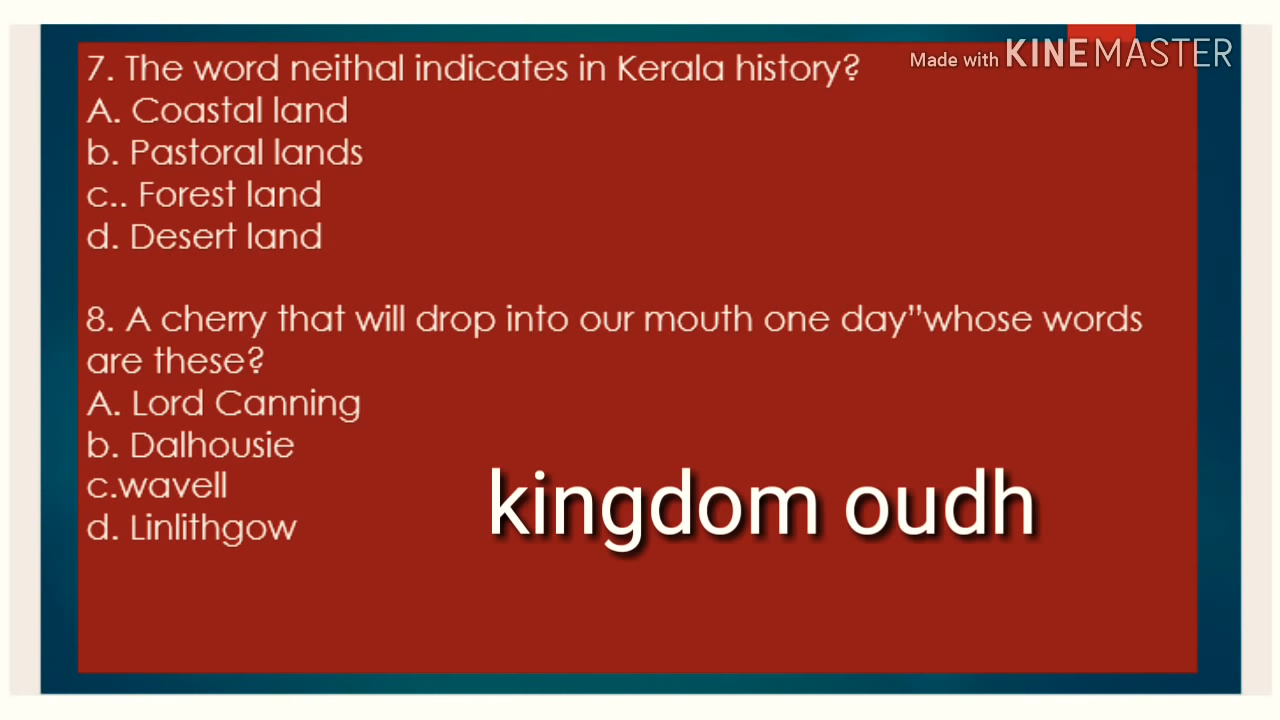 Made with KINEMASTER
7. The word neithal indicates in Kerala history?
A. Coastal land
b. Pastoral lands
c.. Forest land
d. Desert land
8. A cherry that will drop into our mouth one day”whose words
are these?
A. Lord Canning
b. Dalhousie
c.wavell
d. Linlithgow
kingdom oudh